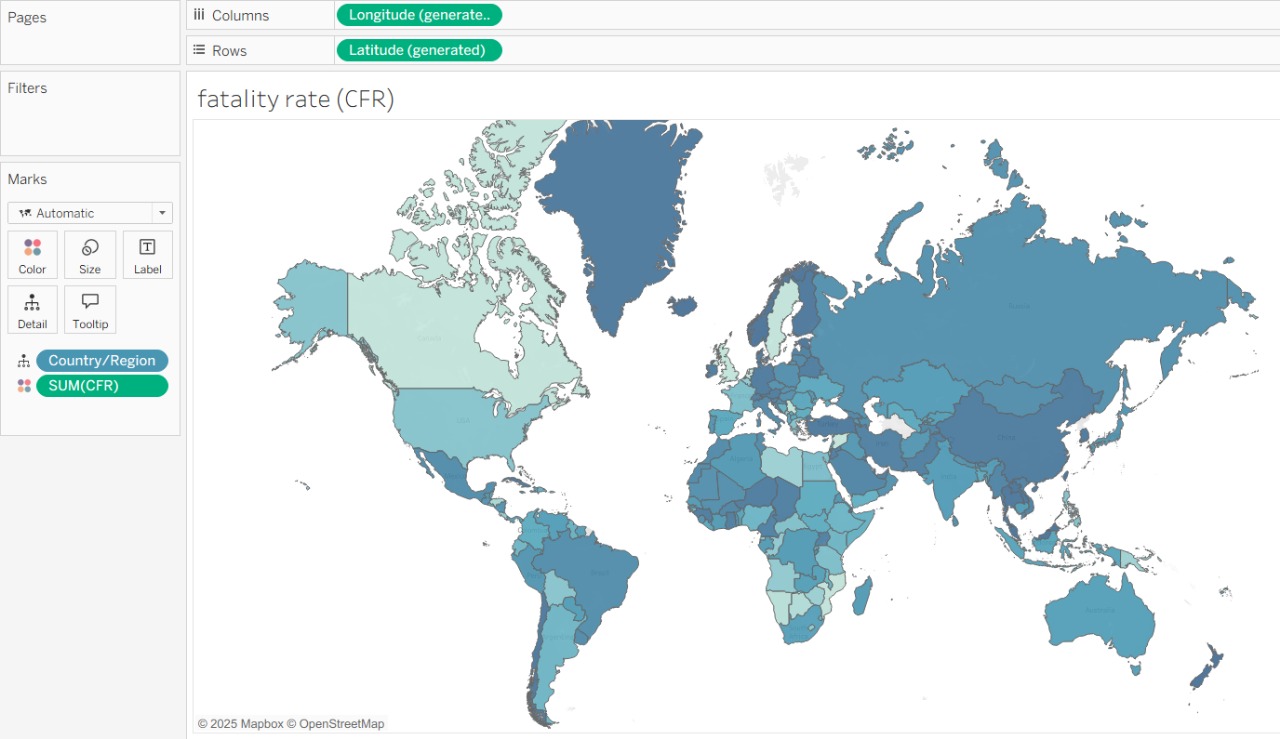 Pages
Columns
Longitude (generate..
Rows
Latitude (generated)
Filters
fatality rate (CFR)
Marks
Automatic
Color
Size
Label
Detail
Tooltip
Country/Region
SUM(CFR)
© 2025 Mapbox © OpenStreetMap